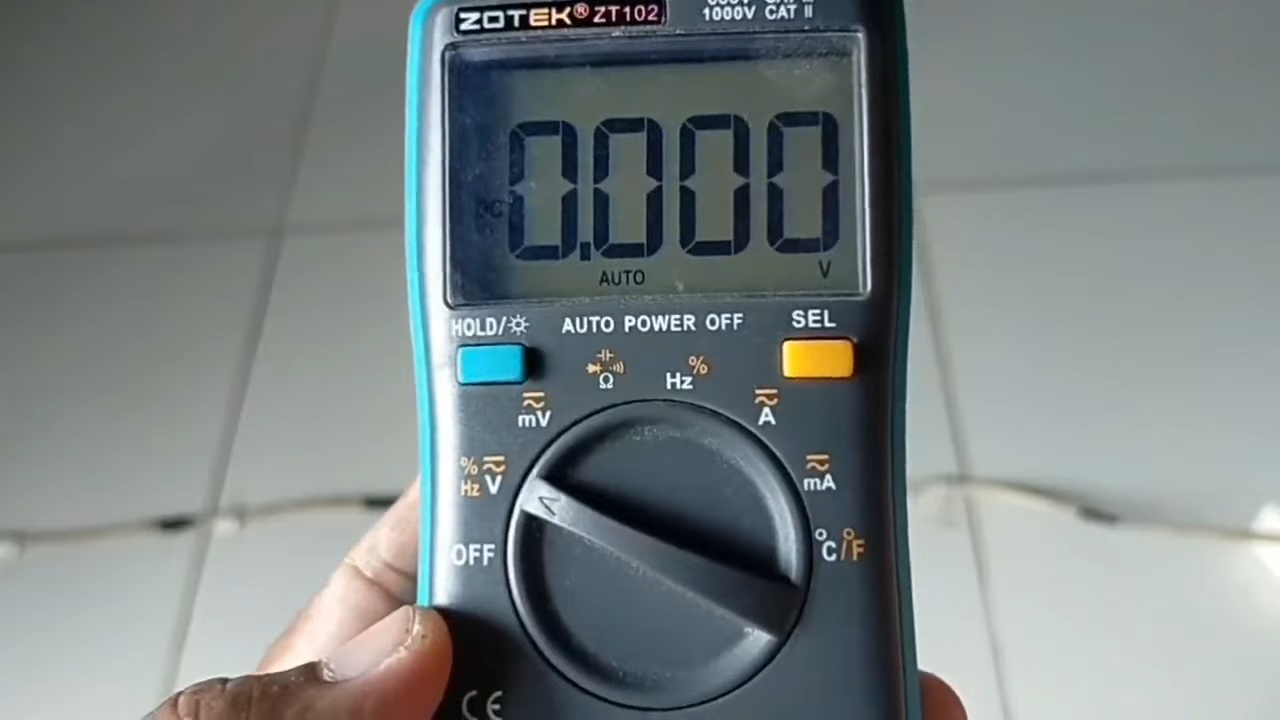 ZOTEK® ZT102
1000V CAT II
0.000
AUTO V
HOLD/ AUTO POWER OFF SEL
Ω Hz %
mV A
% Hz V mA
OFF °C/°F
CE